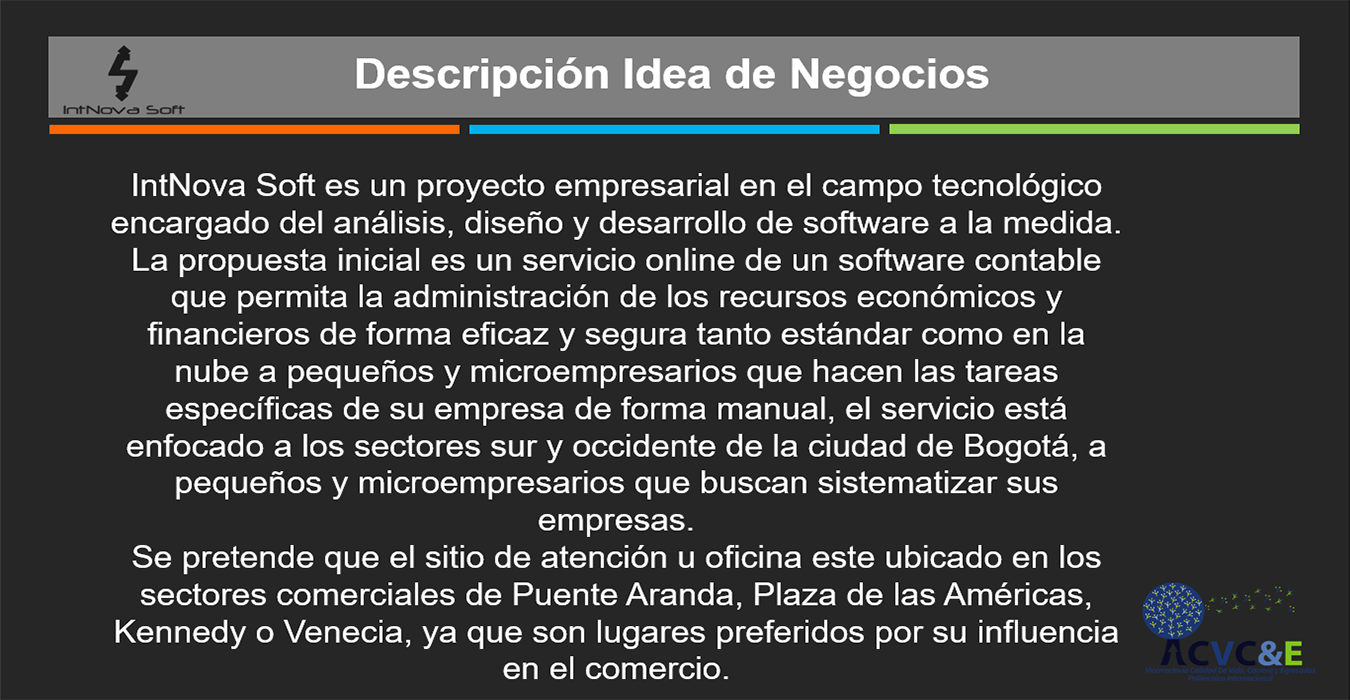 IntNova Soft
Descripción Idea de Negocios
IntNova Soft es un proyecto empresarial en el campo tecnológico
encargado del análisis, diseño y desarrollo de software a la medida.
La propuesta inicial es un servicio online de un software contable
que permita la administración de los recursos económicos y
financieros de forma eficaz y segura tanto estándar como en la
nube a pequeños y microempresarios que hacen las tareas
específicas de su empresa de forma manual, el servicio está
enfocado a los sectores sur y occidente de la ciudad de Bogotá, a
pequeños y microempresarios que buscan sistematizar sus
empresas.
Se pretende que el sitio de atención u oficina este ubicado en los
sectores comerciales de Puente Aranda, Plaza de las Américas,
Kennedy o Venecia, ya que son lugares preferidos por su influencia
en el comercio.
ACVC&E